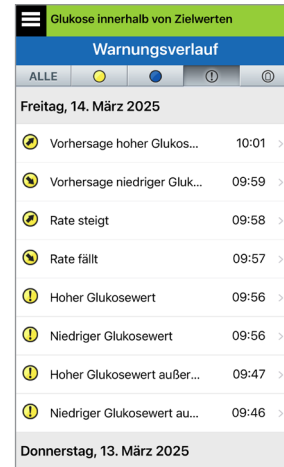 Glukose innerhalb von Zielwerten
Warnungsverlauf
ALLE
Freitag, 14. März 2025
Vorhersage hoher Glukos... 10:01
Vorhersage niedriger Gluk... 09:59
Rate steigt 09:58
Rate fällt 09:57
Hoher Glukosewert 09:56
Niedriger Glukosewert 09:56
Hoher Glukosewert außer... 09:47
Niedriger Glukosewert au... 09:46
Donnerstag, 13. März 2025